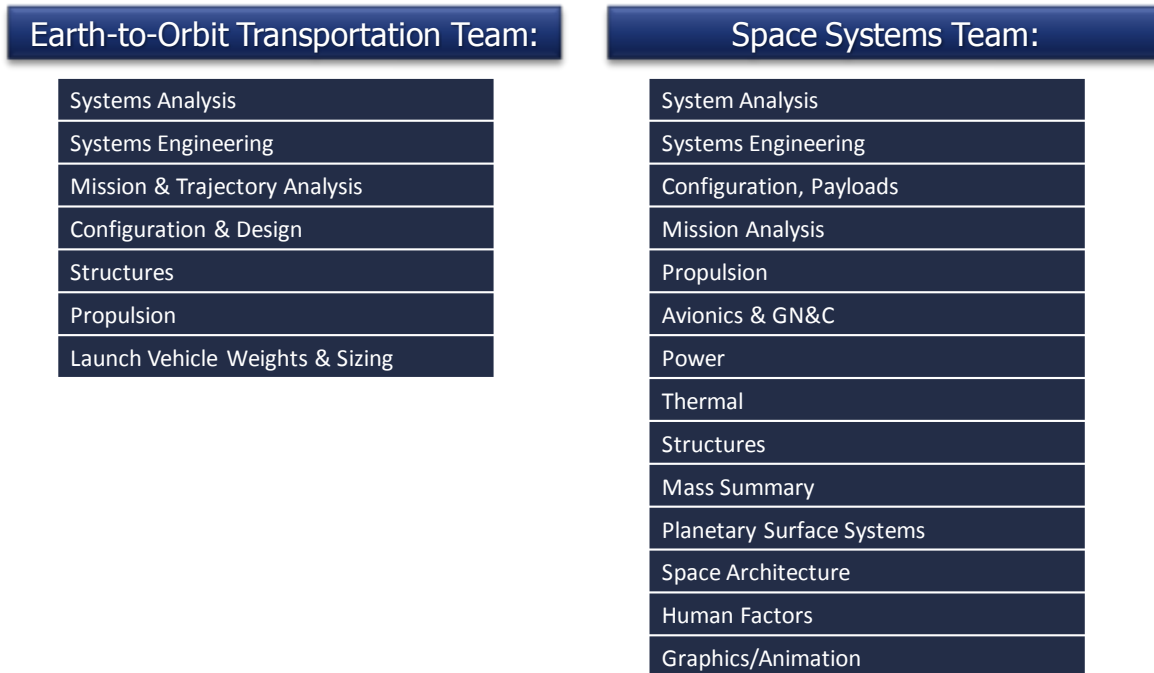 Earth-to-Orbit Transportation Team:
Systems Analysis
Systems Engineering
Mission & Trajectory Analysis
Configuration & Design
Structures
Propulsion
Launch Vehicle Weights & Sizing
Space Systems Team:
System Analysis
Systems Engineering
Configuration, Payloads
Mission Analysis
Propulsion
Avionics & GN&C
Power
Thermal
Structures
Mass Summary
Planetary Surface Systems
Space Architecture
Human Factors
Graphics/Animation